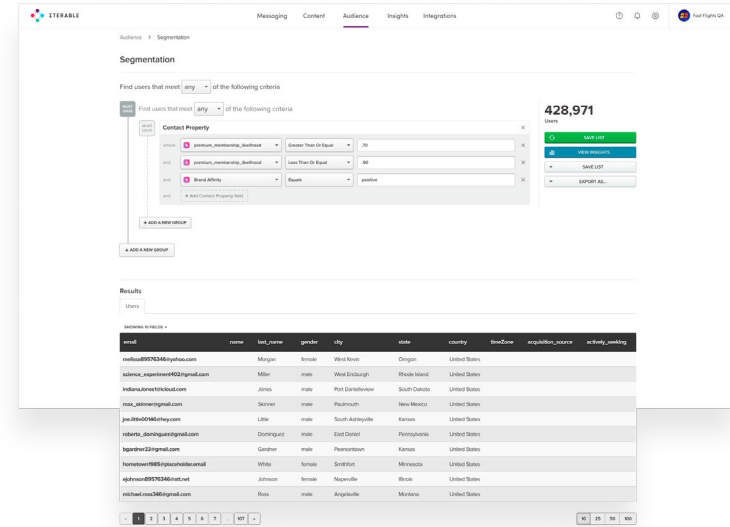 ITERABLE
Messaging Content Audience Insights Integrations
Fast Flights QA
Audience > Segmentation
Segmentation
Find users that meet any of the following criteria
MUST HAVE Find users that meet any of the following criteria
MUST HAVE Contact Property
where premium_membership_likelihood Greater Than Or Equal .70
and premium_membership_likelihood Less Than Or Equal .90
and Brand Affinity Equals positive
and + Add Contact Property field
+ ADD A NEW GROUP
+ ADD A NEW GROUP
428,971
Users
SAVE LIST
VIEW INSIGHTS
SAVE LIST
EXPORT AS...
Results
Users
SHOWING 10 FIELDS
email name last_name gender city state country timeZone acquisition_source actively_seeking
melissa89576346@yahoo.com Morgan female West Kevin Oregon United States
science_experiment402@gmail.com Miller male West Ericburgh Rhode Island United States
indianaJones1@icloud.com Jones male Port Danielleview South Dakota United States
max_skinner@gmail.com Skinner male Paulmouth New Mexico United States
joe.little00146@hey.com Little male South Ashleyville Kansas United States
roberto_dominguez@gmail.com Dominguez male East Daniel Pennsylvania United States
bgardner23@gmail.com Gardner male Pearsontown Kansas United States
hometown1985@placeholder.email White female Smithfort Minnesota United States
ejohnson89576346@att.net Johnson female Naperville Illinois United States
michael.ross346@gmail.com Ross male Angelaville Montana United States
« 1 2 3 4 5 6 7 ... 107 » 10 25 50 100